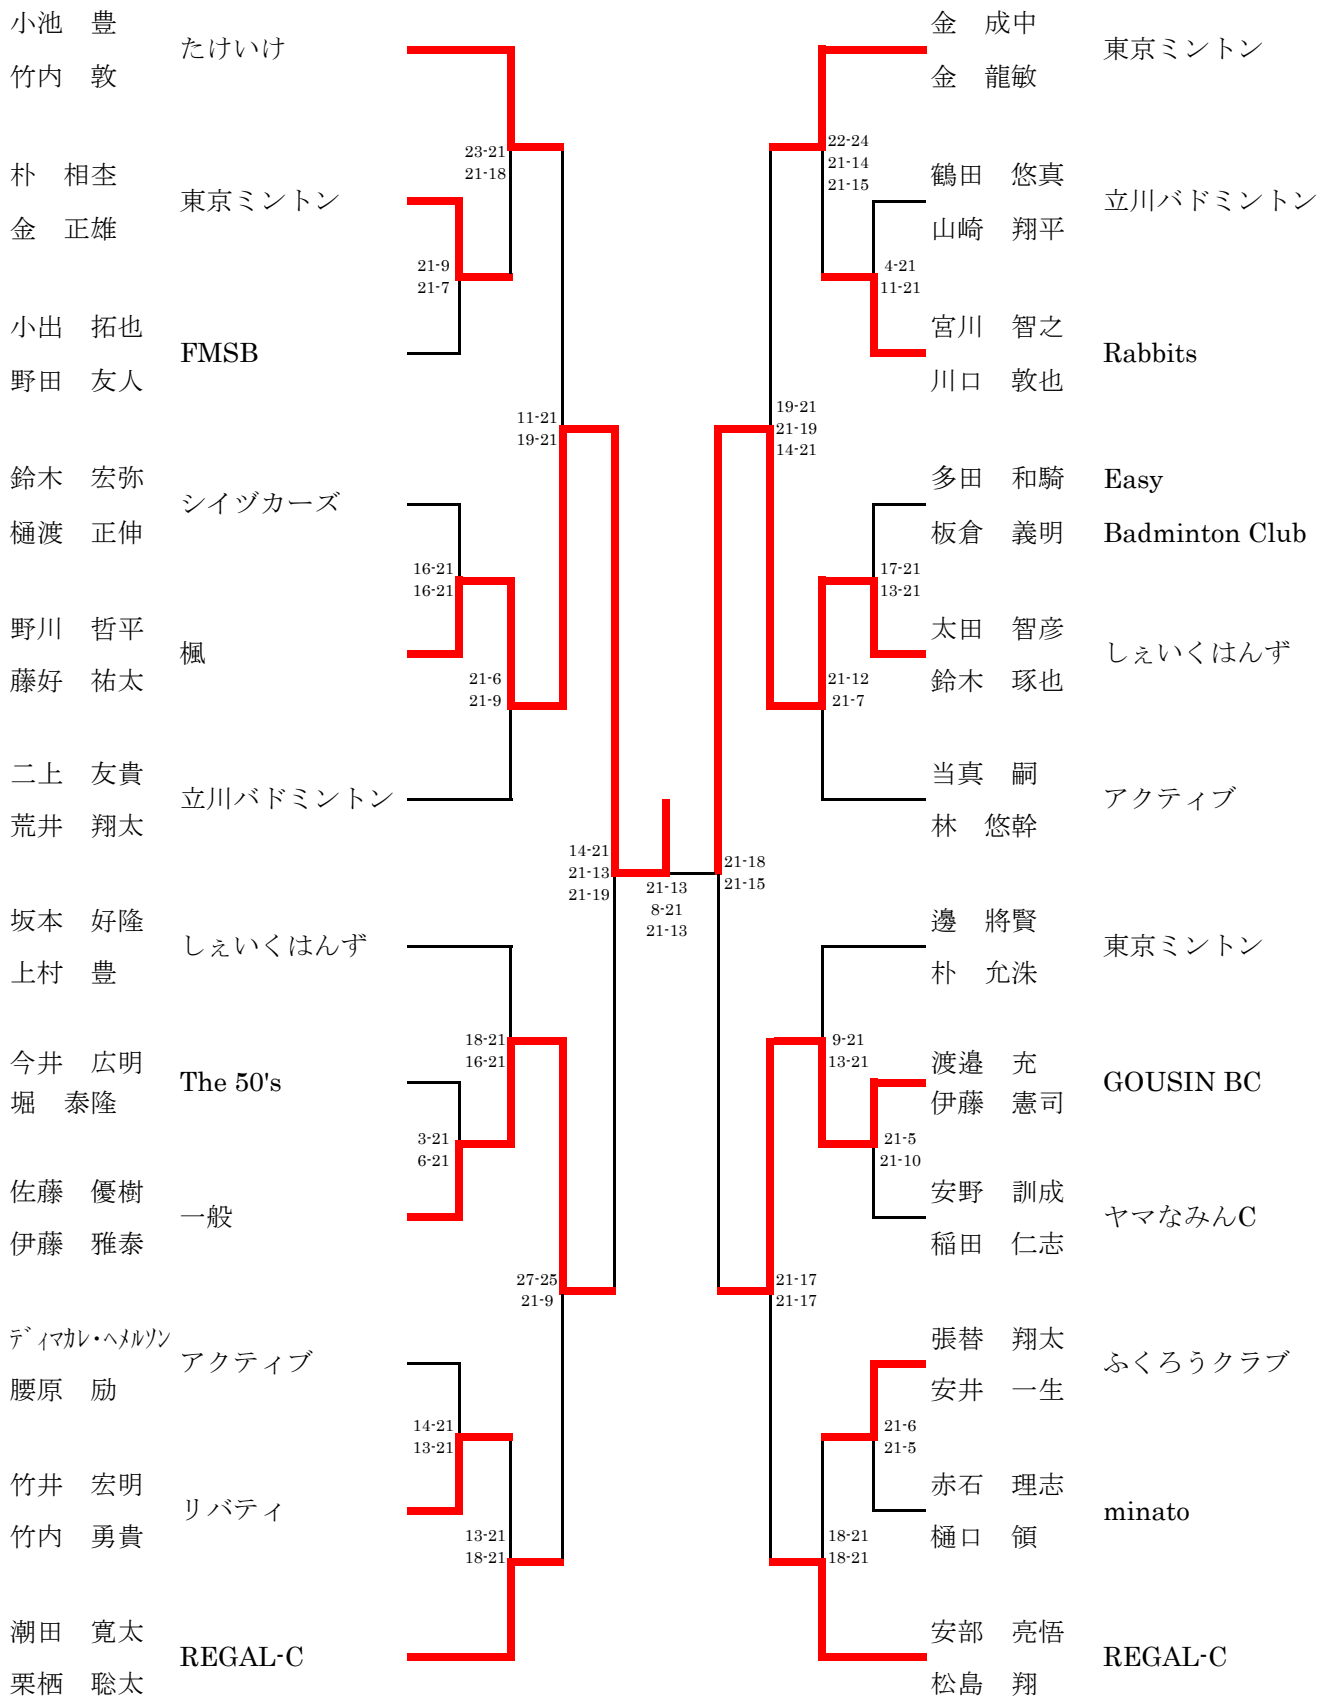 小池　豊
たけいけ
竹内　敦
23-21
21-18
朴　相杢
東京ミントン
金　正雄
21-9
21-7
小出　拓也
FMSB
野田　友人
11-21
19-21
鈴木　宏弥
シイヅカーズ
樋渡　正伸
16-21
16-21
野川　哲平
楓
藤好　祐太
21-6
21-9
二上　友貴
立川バドミントン
荒井　翔太
14-21
21-13
21-19
坂本　好隆
しぇいくはんず
上村　豊
18-21
16-21
今井　広明
The 50's
堀　泰隆
3-21
6-21
佐藤　優樹
一般
伊藤　雅泰
27-25
21-9
ディマカレ・ヘメルソン
アクティブ
腰原　励
14-21
13-21
竹井　宏明
リバティ
竹内　勇貴
13-21
18-21
潮田　寛太
REGAL-C
栗栖　聡太
21-13
8-21
21-13
金　成中
東京ミントン
金　龍敏
22-24
21-14
21-15
鶴田　悠真
立川バドミントン
山崎　翔平
4-21
11-21
宮川　智之
Rabbits
川口　敦也
19-21
21-19
14-21
多田　和騎
Easy
板倉　義明
Badminton Club
17-21
13-21
太田　智彦
しぇいくはんず
鈴木　琢也
21-12
21-7
当真　嗣
アクティブ
林　悠幹
21-18
21-15
邊　將賢
東京ミントン
朴　允洙
9-21
13-21
渡邉　充
GOUSIN BC
伊藤　憲司
21-5
21-10
安野　訓成
ヤマなみんC
稲田　仁志
21-17
21-17
張替　翔太
ふくろうクラブ
安井　一生
21-6
21-5
赤石　理志
minato
樋口　領
18-21
18-21
安部　亮悟
REGAL-C
松島　翔